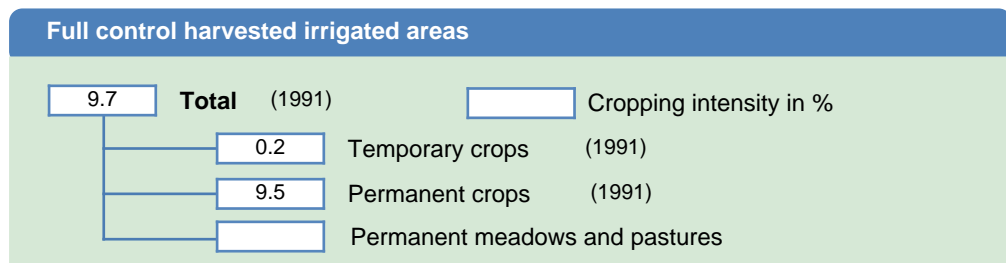 Full control harvested irrigated areas
9.7 Total (1991) Cropping intensity in %
0.2 Temporary crops (1991)
9.5 Permanent crops (1991)
Permanent meadows and pastures